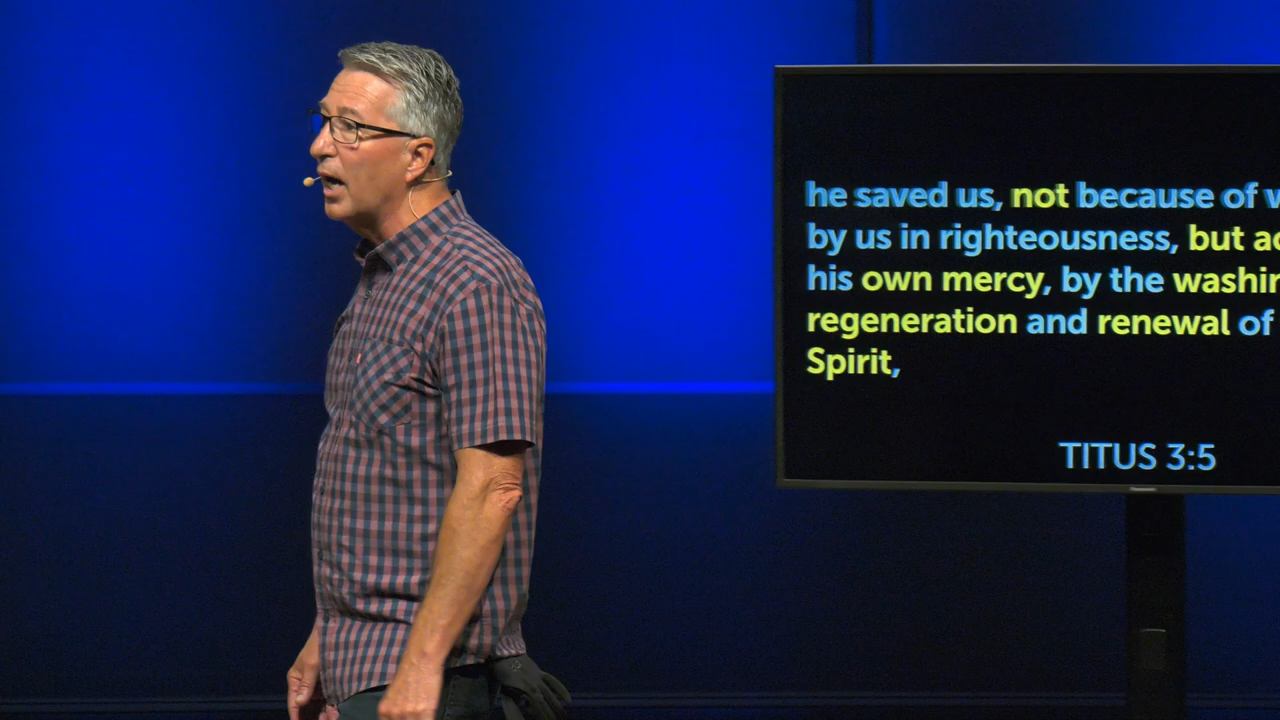 he saved us, not because of
by us in righteousness, but
his own mercy, by the
regeneration and renewal of
Spirit,
TITUS 3:5